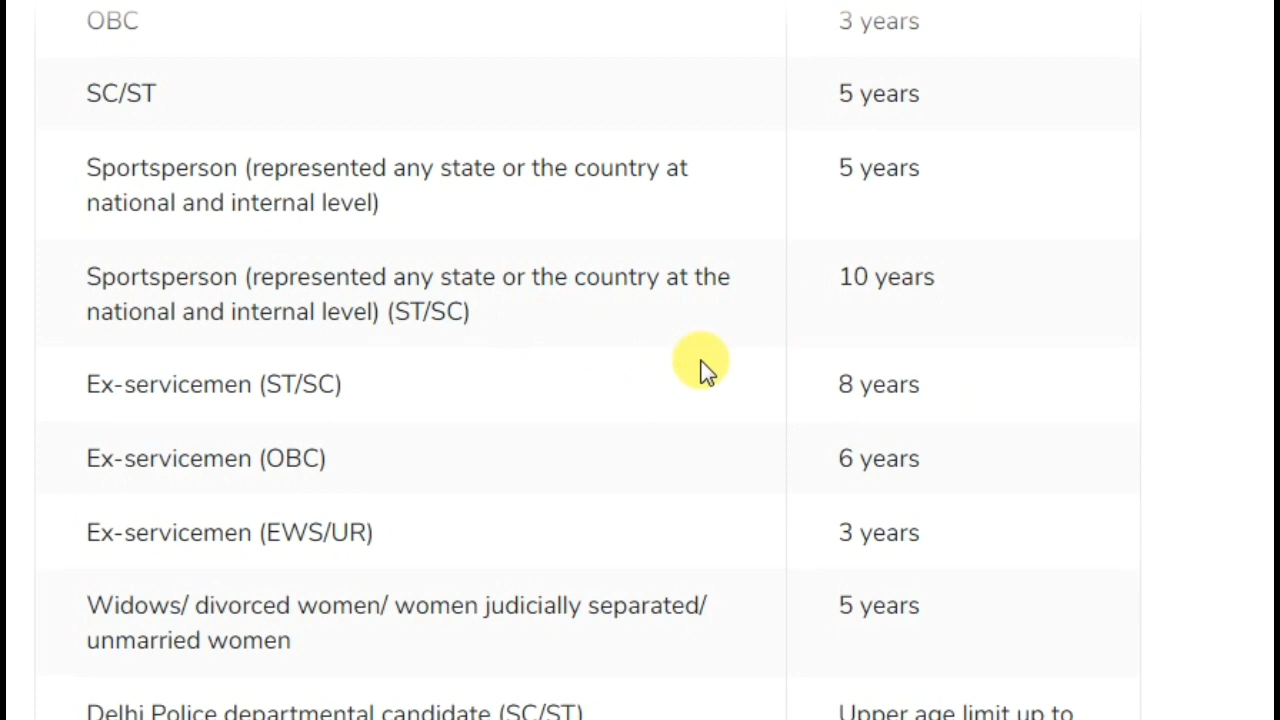 OBC 3 years
SC/ST 5 years
Sportsperson (represented any state or the country at 5 years
national and internal level)
Sportsperson (represented any state or the country at the 10 years
national and internal level) (ST/SC)
Ex-servicemen (ST/SC) 8 years
Ex-servicemen (OBC) 6 years
Ex-servicemen (EWS/UR) 3 years
Widows/ divorced women/ women judicially separated/ 5 years
unmarried women
Delhi Police departmental candidate (SC/ST) Upper age limit up to